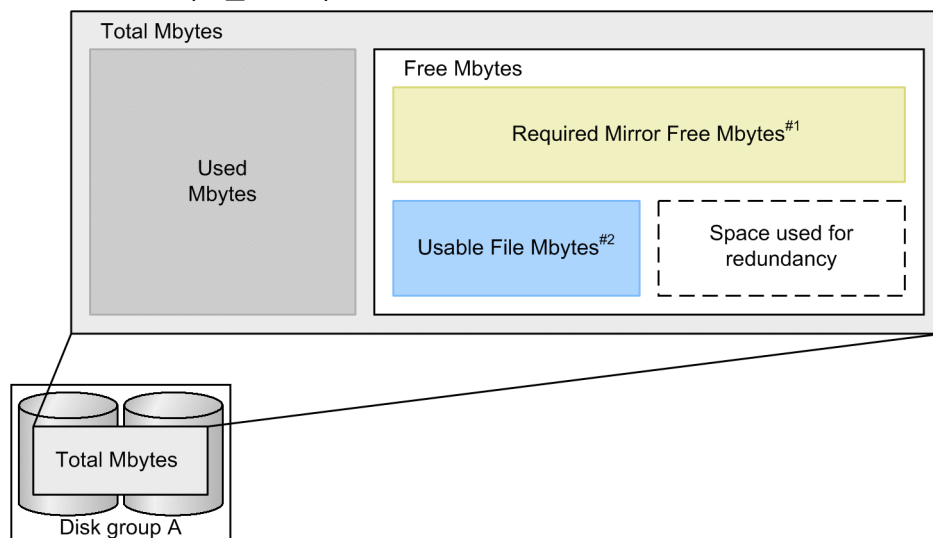 Total Mbytes
Free Mbytes
Required Mirror Free Mbytes#1
Used
Mbytes
Usable File Mbytes#2
Space used for
redundancy
Total Mbytes
Disk group A